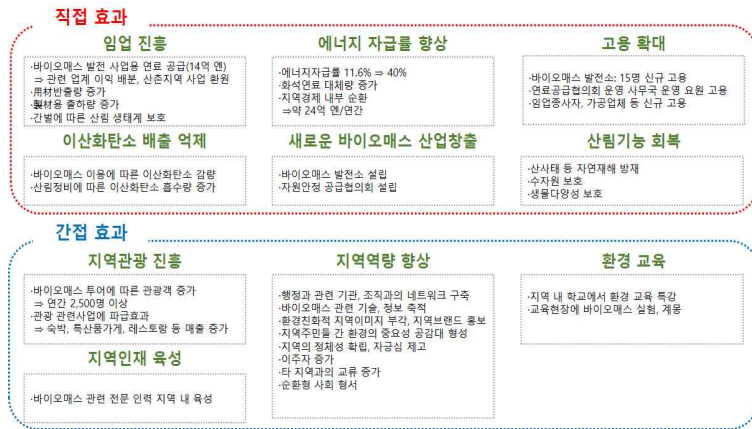 직접 효과
임업 진흥
·바이오매스 발전 사업용 연료 공급(14억 엔)
⇒ 관련 업계 이익 배분, 산촌지역 사업 환원
·用材반출량 증가
·製材용 출하량 증가
·간벌에 따른 산림 생태계 보호
에너지 자급률 향상
·에너지자급률 11.6% ⇒ 40%
·화석연료 대체량 증가
·지역경제 내부 순환
⇒약 24억 엔/연간
고용 확대
·바이오매스 발전소: 15명 신규 고용
·연료공급협의회 운영 사무국 운영 요원 고용
·임업종사자, 가공업체 등 신규 고용
이산화탄소 배출 억제
·바이오매스 이용에 따른 이산화탄소 감량
·산림정비에 따른 이산화탄소 흡수량 증가
새로운 바이오매스 산업창출
·바이오매스 발전소 설립
·자원안정 공급협의회 설립
산림기능 회복
·산사태 등 자연재해 방재
·수자원 보호
·생물다양성 보호
간접 효과
지역관광 진흥
·바이오매스 투어에 따른 관광객 증가
⇒ 연간 2,500명 이상
·관광 관련사업에 파급효과
⇒ 숙박, 특산품가게, 레스토랑 등 매출 증가
지역역량 향상
·행정과 관련 기관, 조직과의 네트워크 구축
·바이오매스 관련 기술, 정보 축적
·환경친화적 지역이미지 부각, 지역브랜드 홍보
·지역주민들 간 환경의 중요성 공감대 형성
·지역의 정체성 확립, 자긍심 제고
·이주자 증가
·타 지역과의 교류 증가
·순환형 사회 형서
환경 교육
·지역 내 학교에서 환경 교육 특강
·교육현장에 바이오매스 실험, 계몽
지역인재 육성
·바이오매스 관련 전문 인력 지역 내 육성